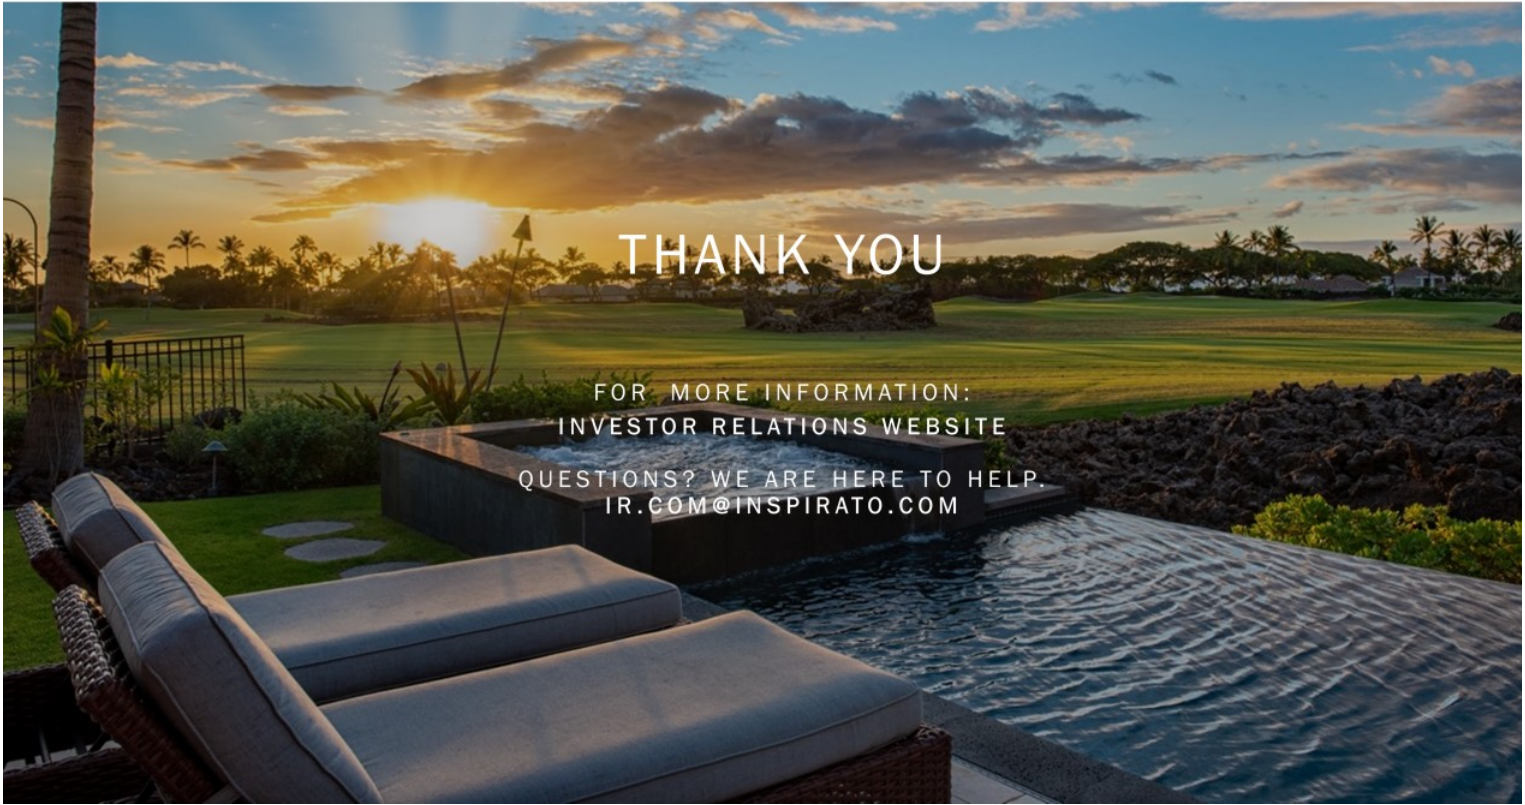 THANK YOU
FOR MORE INFORMATION:
INVESTOR RELATIONS WEBSITE
QUESTIONS? WE ARE HERE TO HELP.
IR.COM@INSPIRATO.COM